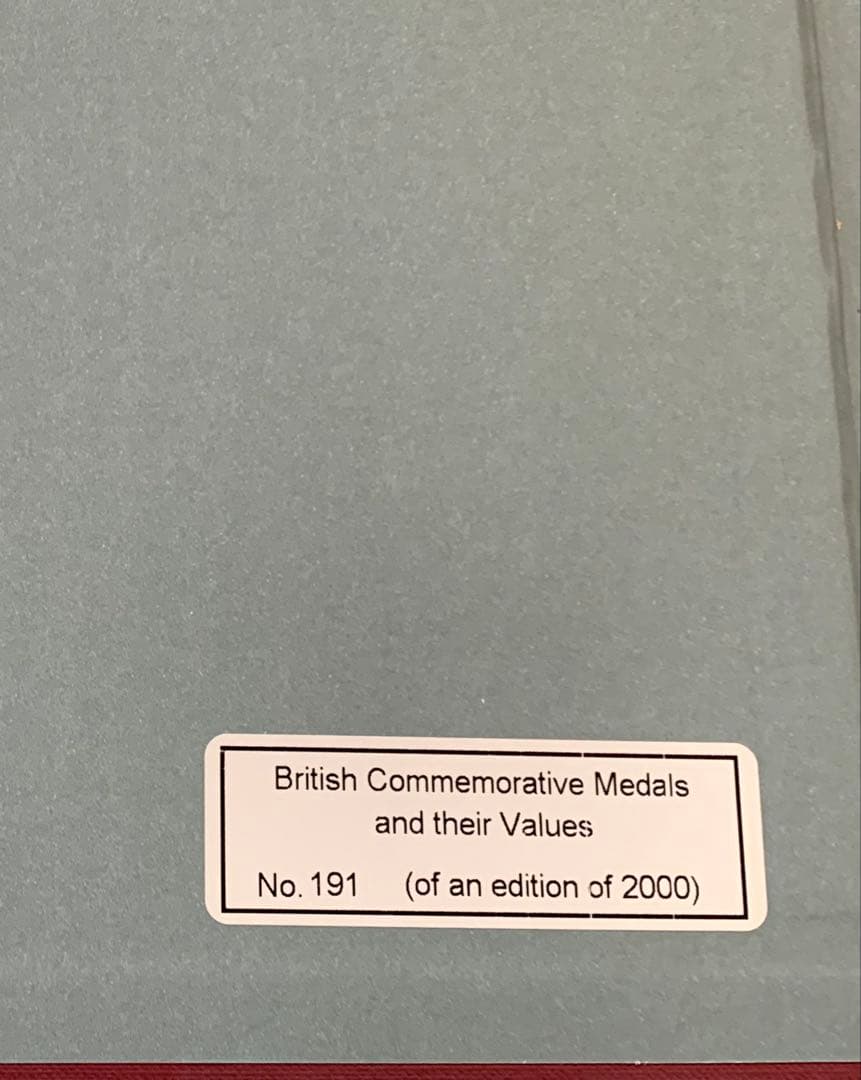 British Commemorative Medals
and their Values
No. 191 (of an edition of 2000)